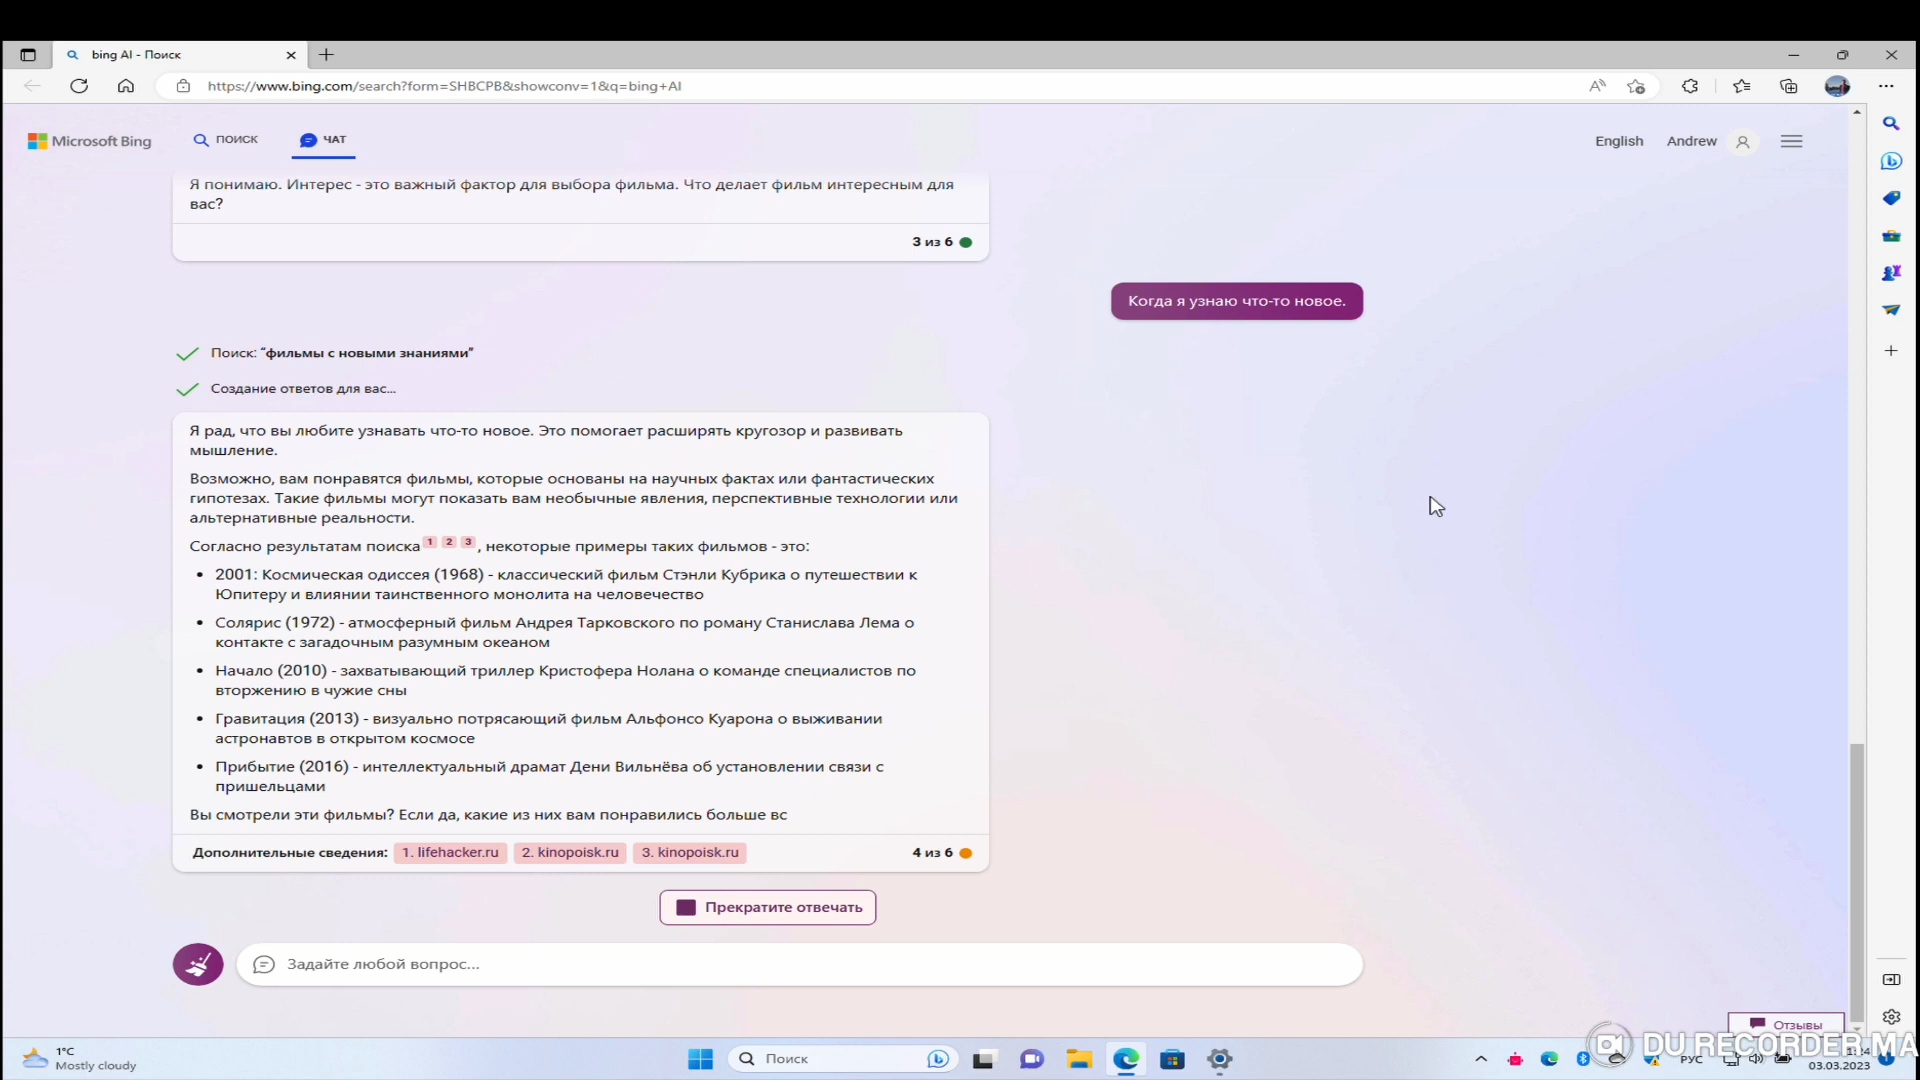 bing AI - Поиск
https://www.bing.com/search?form=SHBCPB&showconv=1&q=bing+AI
Microsoft Bing
ПОИСК
ЧАТ
English
Andrew
Я понимаю. Интерес - это важный фактор для выбора фильма. Что делает фильм интересным для
вас?
3 из 6
Когда я узнаю что-то новое.
Поиск: "фильмы с новыми знаниями"
Создание ответов для вас...
Я рад, что вы любите узнавать что-то новое. Это помогает расширять кругозор и развивать
мышление.
Возможно, вам понравятся фильмы, которые основаны на научных фактах или фантастических
гипотезах. Такие фильмы могут показать вам необычные явления, перспективные технологии или
альтернативные реальности.
Согласно результатам поиска 1 2 3 , некоторые примеры таких фильмов - это:
• 2001: Космическая одиссея (1968) - классический фильм Стэнли Кубрика о путешествии к
Юпитеру и влиянии таинственного монолита на человечество
• Солярис (1972) - атмосферный фильм Андрея Тарковского по роману Станислава Лема о
контакте с загадочным разумным океаном
• Начало (2010) - захватывающий триллер Кристофера Нолана о команде специалистов по
вторжению в чужие сны
• Гравитация (2013) - визуально потрясающий фильм Альфонсо Куарона о выживании
астронавтов в открытом космосе
• Прибытие (2016) - интеллектуальный драмат Дени Вильнёва об установлении связи с
пришельцами
Вы смотрели эти фильмы? Если да, какие из них вам понравились больше вс
Дополнительные сведения: 1. lifehacker.ru 2. kinopoisk.ru 3. kinopoisk.ru
4 из 6
Прекратите отвечать
Задайте любой вопрос...
Отзывы
DU RECORDER MA
1°C
Mostly cloudy
Поиск
РУС
03.03.2023